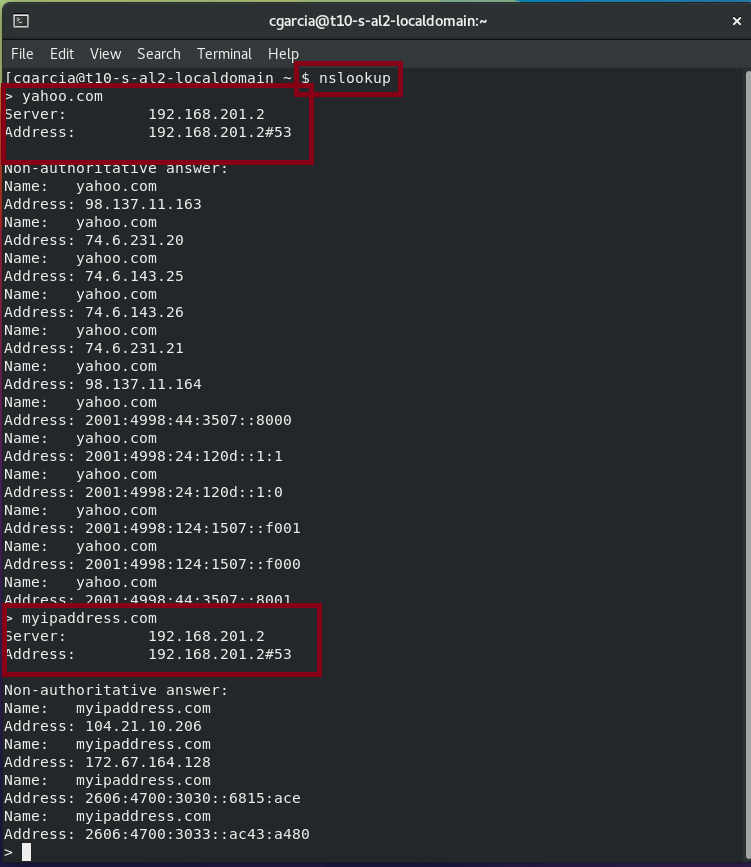 cgarcia@t10-s-al2-localdomain:~
File Edit View Search Terminal Help
[cgarcia@t10-s-al2-localdomain ~ $ nslookup
> yahoo.com
Server: 192.168.201.2
Address: 192.168.201.2#53
Non-authoritative answer:
Name: yahoo.com
Address: 98.137.11.163
Name: yahoo.com
Address: 74.6.231.20
Name: yahoo.com
Address: 74.6.143.25
Name: yahoo.com
Address: 74.6.143.26
Name: yahoo.com
Address: 74.6.231.21
Name: yahoo.com
Address: 98.137.11.164
Name: yahoo.com
Address: 2001:4998:44:3507::8000
Name: yahoo.com
Address: 2001:4998:24:120d::1:1
Name: yahoo.com
Address: 2001:4998:24:120d::1:0
Name: yahoo.com
Address: 2001:4998:124:1507::f001
Name: yahoo.com
Address: 2001:4998:124:1507::f000
Name: yahoo.com
Address: 2001:4998:44:3507::8001
> myipaddress.com
Server: 192.168.201.2
Address: 192.168.201.2#53
Non-authoritative answer:
Name: myipaddress.com
Address: 104.21.10.206
Name: myipaddress.com
Address: 172.67.164.128
Name: myipaddress.com
Address: 2606:4700:3030::6815:ace
Name: myipaddress.com
Address: 2606:4700:3033::ac43:a480
>